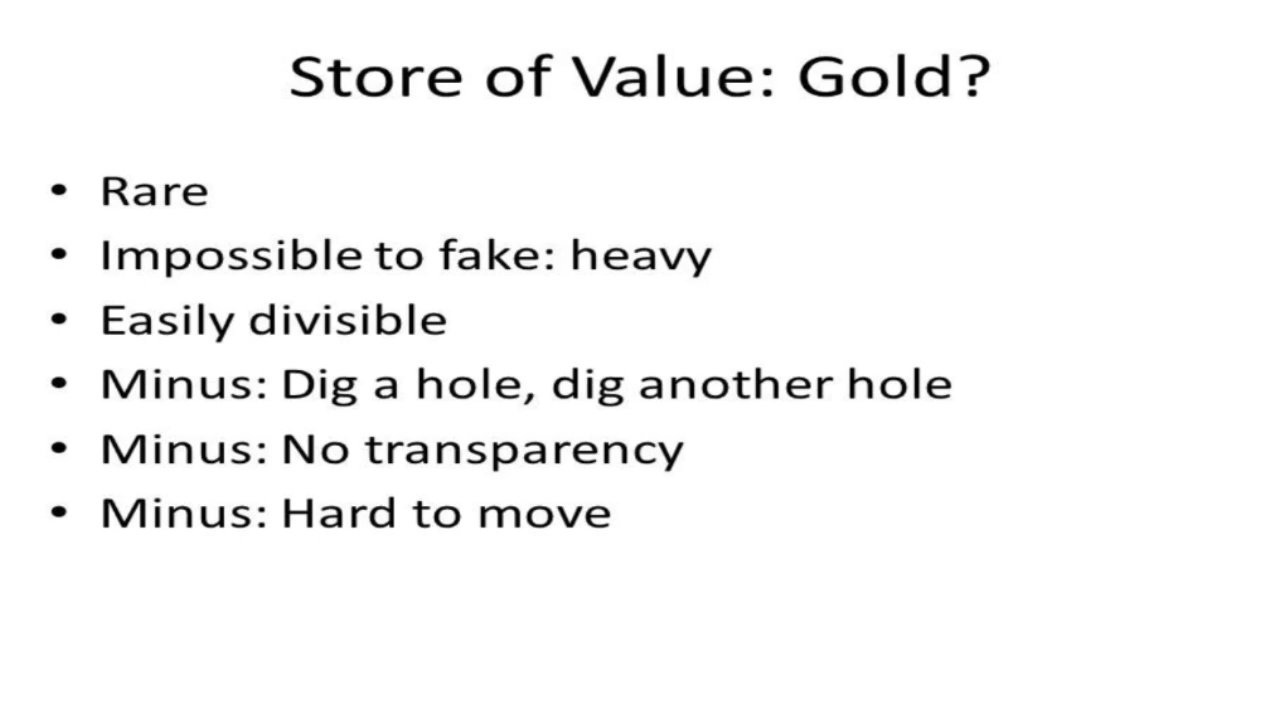 Store of Value: Gold?
• Rare
• Impossible to fake: heavy
• Easily divisible
• Minus: Dig a hole, dig another hole
• Minus: No transparency
• Minus: Hard to move